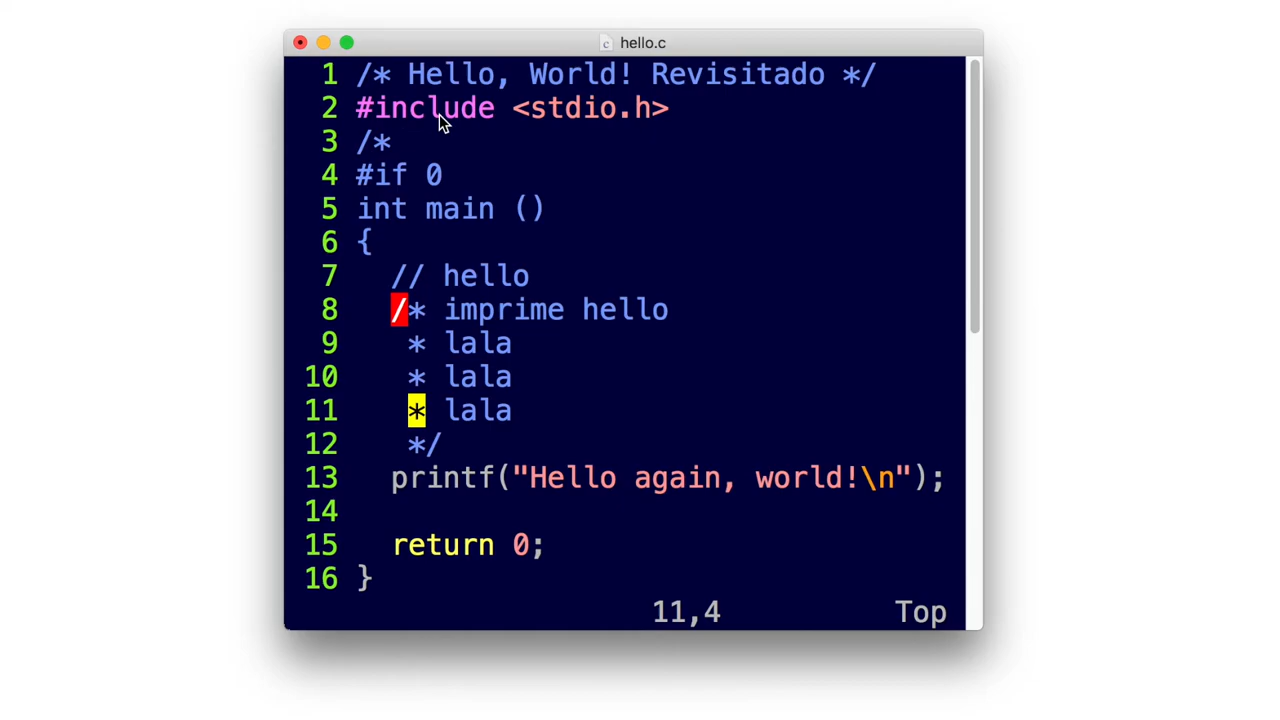 hello.c
1 /* Hello, World! Revisitado */
2 #include <stdio.h>
3 /*
4 #if 0
5 int main ()
6 {
7   // hello
8   /* imprime hello
9    * lala
10    * lala
11    * lala
12    */
13   printf("Hello again, world!\n");
14
15   return 0;
16 }
11,4 Top